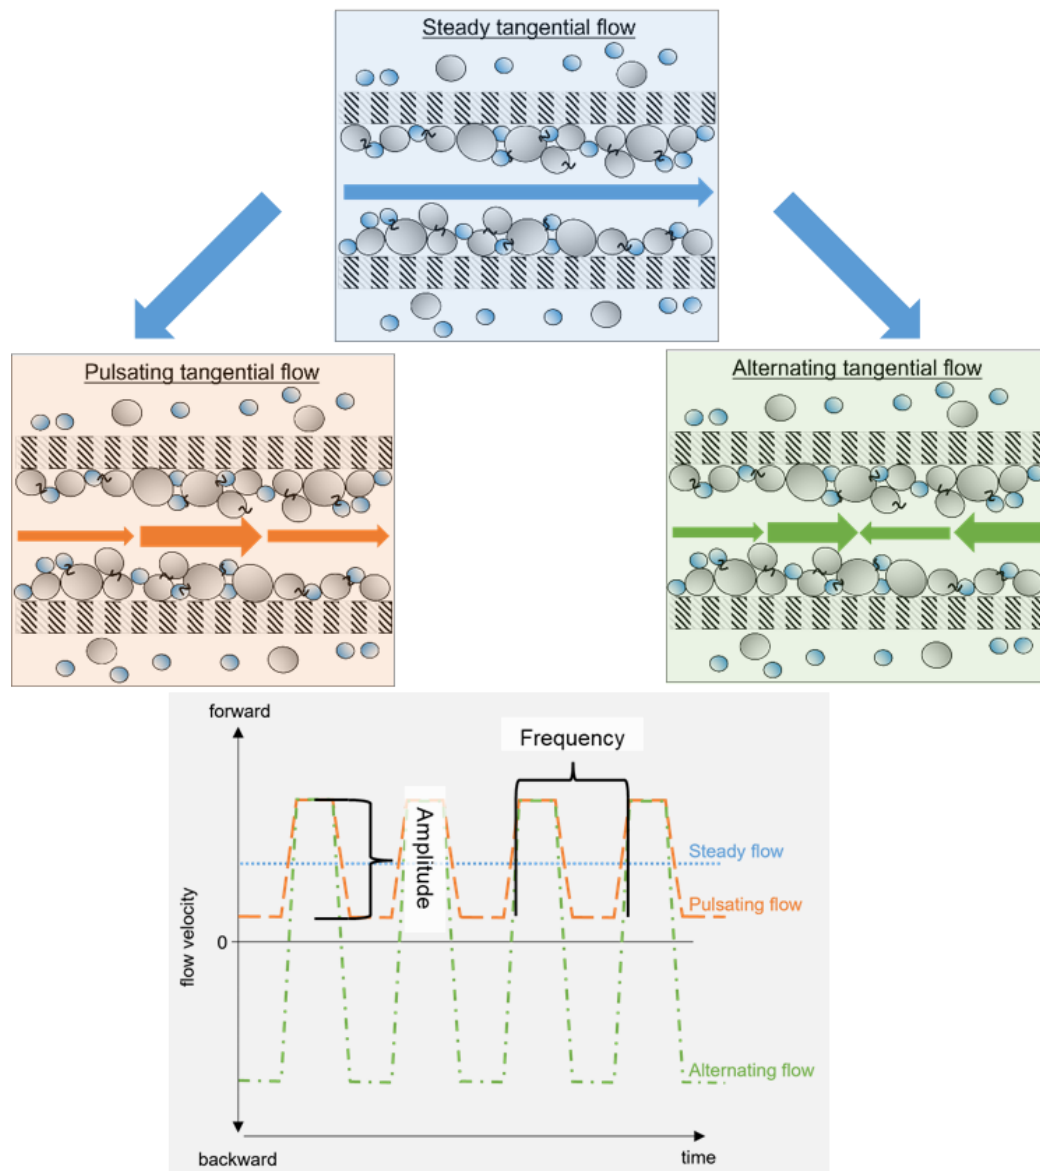 Steady tangential flow
Pulsating tangential flow
Alternating tangential flow
forward
Frequency
Amplitude
Steady flow
Pulsating flow
0
flow velocity
Alternating flow
backward
time